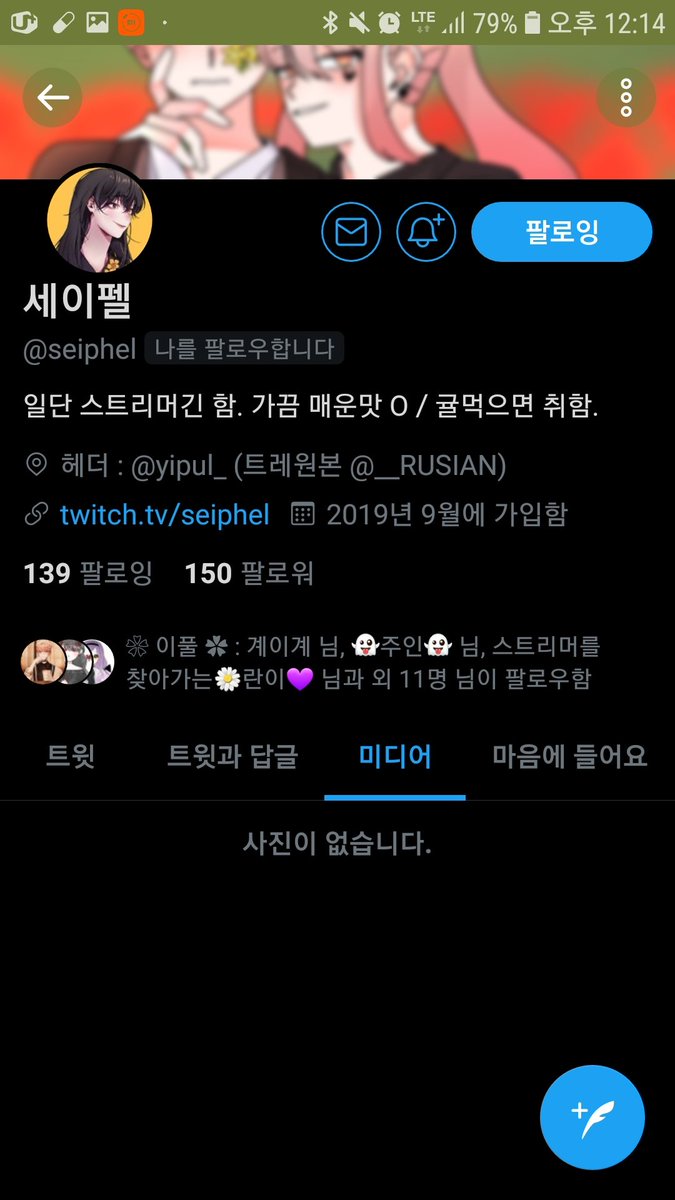 LTE 79% 오후 12:14
팔로잉
세이펠
@seiphel 나를 팔로우합니다
일단 스트리머긴 함. 가끔 매운맛 O / 귤먹으면 취함.
헤더 : @yipul_ (트레원본 @__RUSIAN)
twitch.tv/seiphel 2019년 9월에 가입함
139 팔로잉 150 팔로워
❊ 이풀 ✽ : 계이계 님, 👻주인👻 님, 스트리머를
찾아가는🌼란이💜 님과 외 11명 님이 팔로우함
트윗 트윗과 답글 미디어 마음에 들어요
사진이 없습니다.